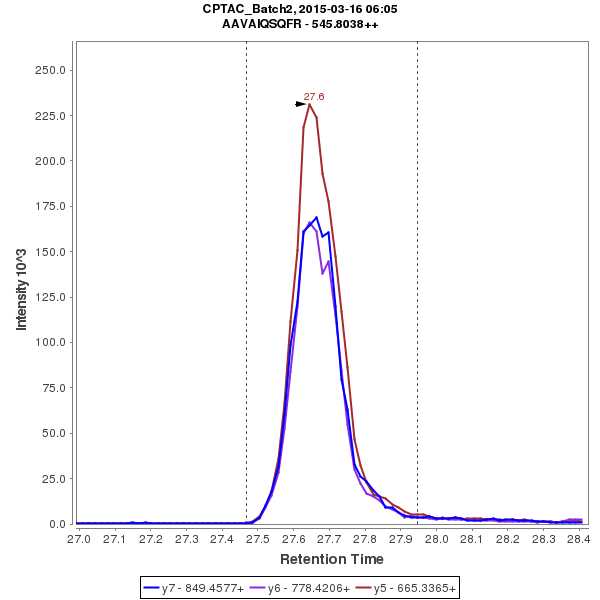 CPTAC_Batch2, 2015-03-16 06:05
AAVAIQSQFR - 545.8038++
27.6
Intensity 10^3
250.0
225.0
200.0
175.0
150.0
125.0
100.0
75.0
50.0
25.0
0.0
27.0 27.1 27.2 27.3 27.4 27.5 27.6 27.7 27.8 27.9 28.0 28.1 28.2 28.3 28.4
Retention Time
y7 - 849.4577+ y6 - 778.4206+ y5 - 665.3365+